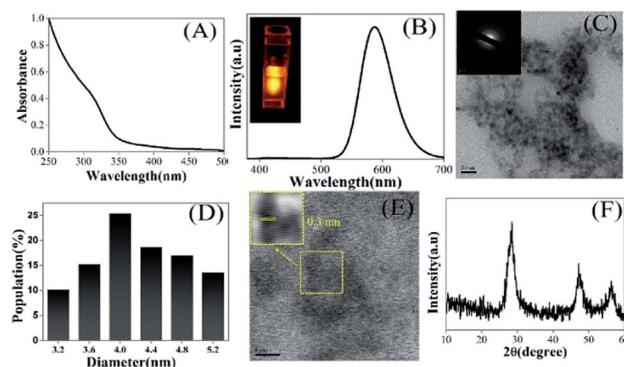 (A)
Absorbance
1.0
0.8
0.6
0.4
0.2
0.0
250 300 350 400 450 500
Wavelength(nm)
(B)
Intensity(a.u)
400 500 600 700
Wavelength(nm)
(C)
(D)
Population(%)
25
20
15
10
5
0
3.2 3.6 4.0 4.4 4.8 5.2
Diameter(nm)
(E)
0.3 nm
(F)
Intensity(a.u)
10 20 30 40 50 60
2θ(degree)